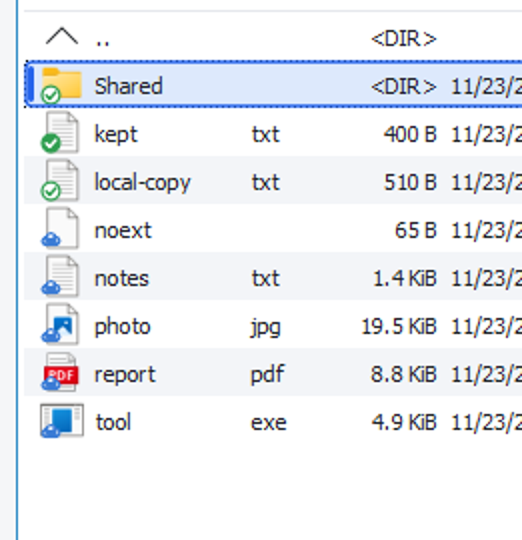 .. <DIR>
Shared <DIR> 11/23/2
kept txt 400 B 11/23/2
local-copy txt 510 B 11/23/2
noext 65 B 11/23/2
notes txt 1.4 KiB 11/23/2
photo jpg 19.5 KiB 11/23/2
PDF report pdf 8.8 KiB 11/23/2
tool exe 4.9 KiB 11/23/2